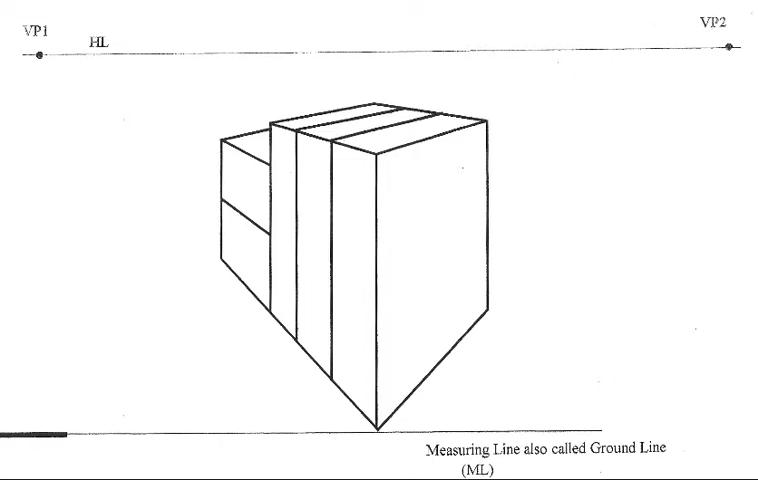 VP1
HL
VP2
Measuring Line also called Ground Line
(ML)